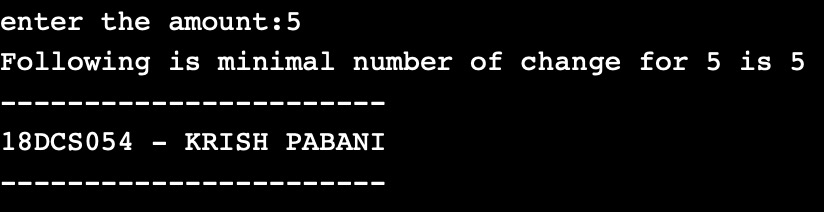 enter the amount:5
Following is minimal number of change for 5 is 5
-----------------------
18DCS054 - KRISH PABANI
-----------------------